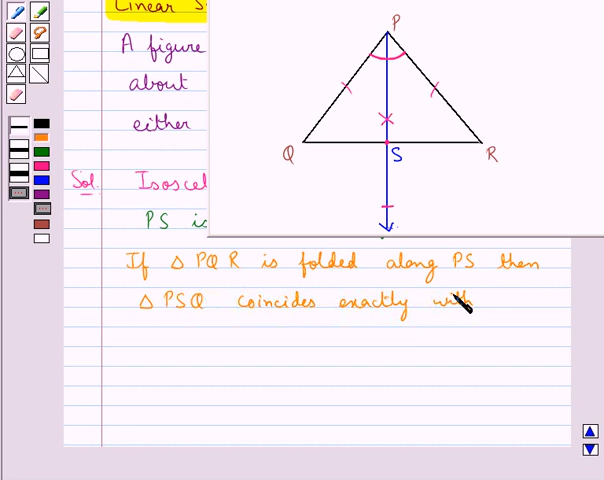 Linear S
A figure
about
either
Sol. Isoscel
PS is
If △ PQR is folded along PS then
△ PSQ coincides exactly with
P
Q
S
R